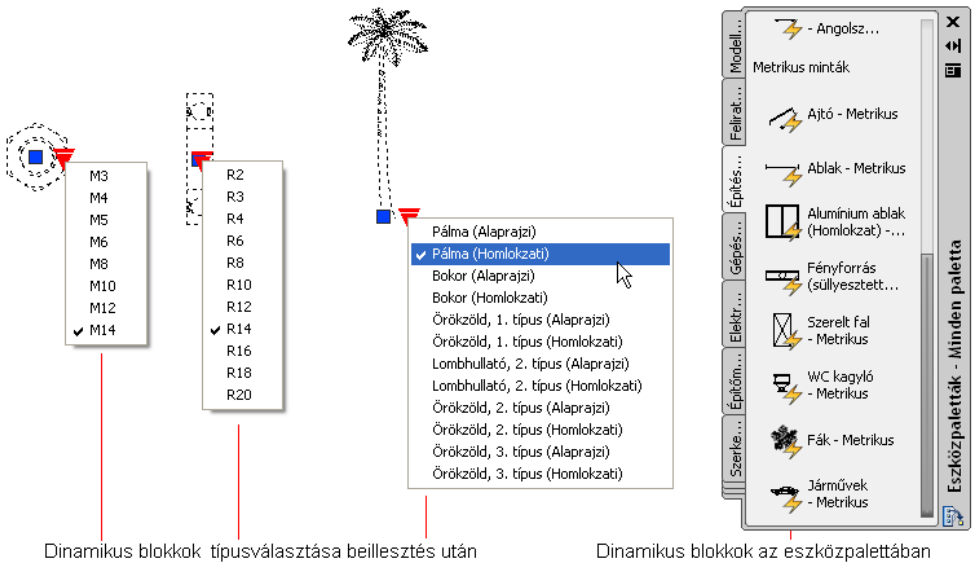 M3
M4
M5
M6
M8
M10
M12
M14
R2
R3
R4
R6
R8
R10
R12
R14
R16
R18
R20
Pálma (Alaprajzi)
Pálma (Homlokzati)
Bokor (Alaprajzi)
Bokor (Homlokzati)
Örökzöld, 1. típus (Alaprajzi)
Örökzöld, 1. típus (Homlokzati)
Lombhullató, 2. típus (Alaprajzi)
Lombhullató, 2. típus (Homlokzati)
Örökzöld, 2. típus (Alaprajzi)
Örökzöld, 2. típus (Homlokzati)
Örökzöld, 3. típus (Alaprajzi)
Örökzöld, 3. típus (Homlokzati)
Modell...
Felirat...
Építés...
Gépés...
Elektr...
Építőm...
Szerke...
- Angolsz...
Metrikus minták
Ajtó - Metrikus
Ablak - Metrikus
Alumínium ablak
(Homlokzat) -...
Fényforrás
(süllyesztett...
Szerelt fal
- Metrikus
WC kagyló
- Metrikus
Fák - Metrikus
Járművek
- Metrikus
Eszközpaletták - Minden paletta
Dinamikus blokkok típusválasztása beillesztés után
Dinamikus blokkok az eszközpalettában